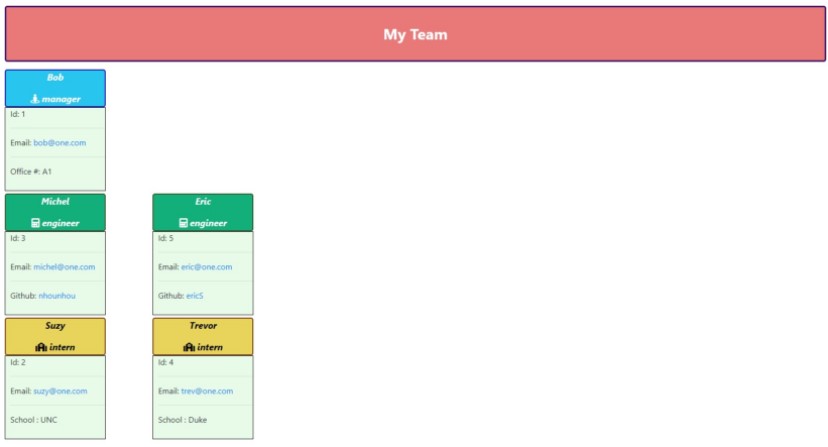 My Team
Bob
manager
Id: 1
Email: bob@one.com
Office #: A1
Michel
engineer
Id: 3
Email: michel@one.com
Github: nhounhou
Eric
engineer
Id: 5
Email: eric@one.com
Github: ericS
Suzy
intern
Id: 2
Email: suzy@one.com
School : UNC
Trevor
intern
Id: 4
Email: trev@one.com
School : Duke